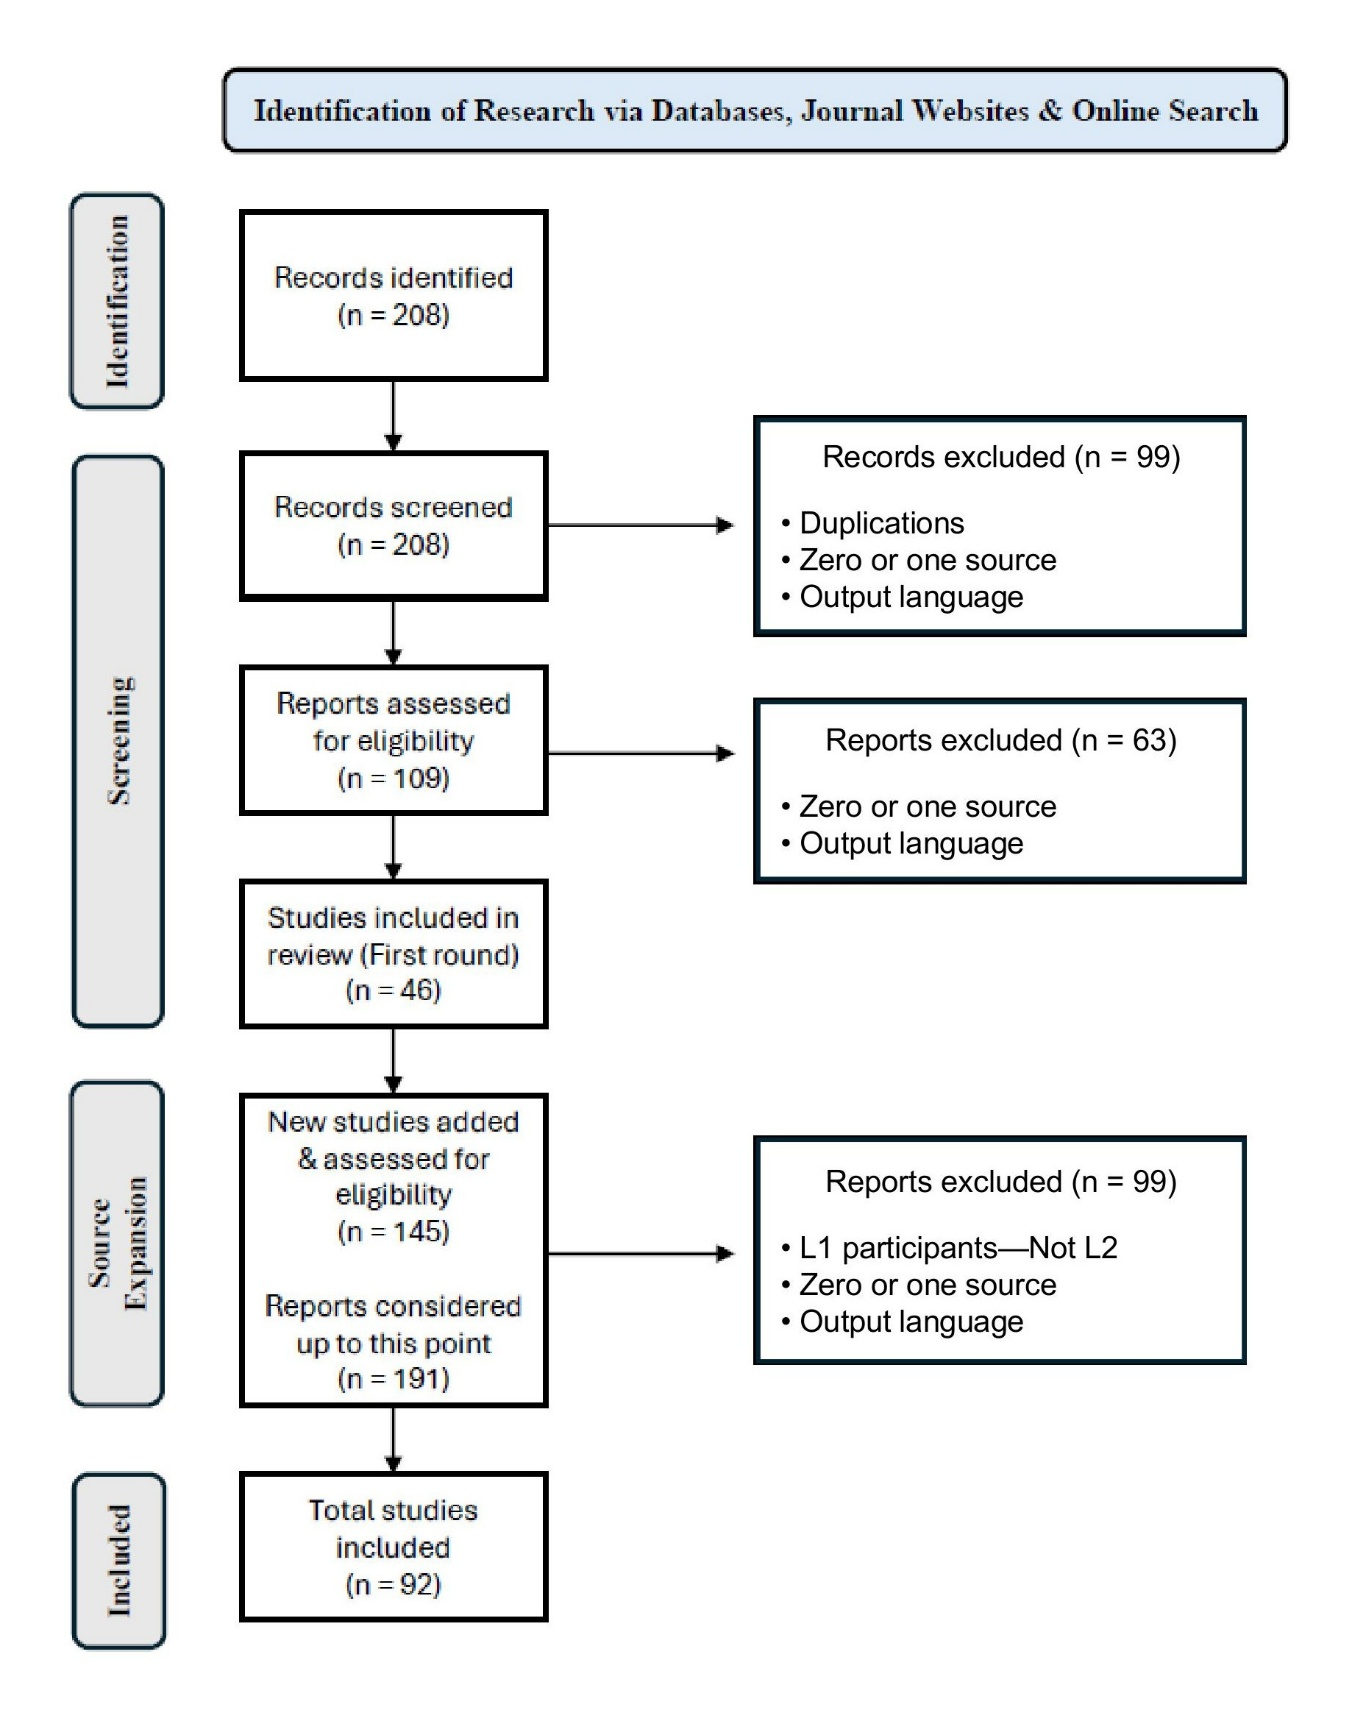 Identification of Research via Databases, Journal Websites & Online Search
Identification
Records identified
(n = 208)
Screening
Records screened
(n = 208)
Records excluded (n = 99)
• Duplications
• Zero or one source
• Output language
Reports assessed
for eligibility
(n = 109)
Reports excluded (n = 63)
• Zero or one source
• Output language
Studies included in
review (First round)
(n = 46)
Source
Expansion
New studies added
& assessed for
eligibility
(n = 145)
Reports considered
up to this point
(n = 191)
Reports excluded (n = 99)
• L1 participants—Not L2
• Zero or one source
• Output language
Included
Total studies
included
(n = 92)